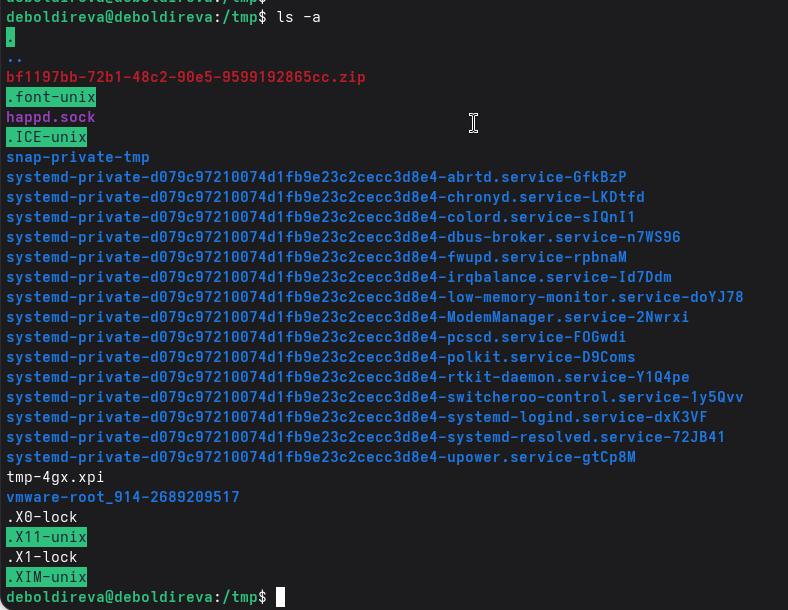 deboldireva@deboldireva:/tmp$ ls -a
.
..
bf1197bb-72b1-48c2-90e5-9599192865cc.zip
.font-unix
happd.sock
.ICE-unix
snap-private-tmp
systemd-private-d079c97210074d1fb9e23c2cecc3d8e4-abrtd.service-GfkBzP
systemd-private-d079c97210074d1fb9e23c2cecc3d8e4-chronyd.service-LKDtfd
systemd-private-d079c97210074d1fb9e23c2cecc3d8e4-colord.service-sIQnI1
systemd-private-d079c97210074d1fb9e23c2cecc3d8e4-dbus-broker.service-n7WS96
systemd-private-d079c97210074d1fb9e23c2cecc3d8e4-fwupd.service-rpbnaM
systemd-private-d079c97210074d1fb9e23c2cecc3d8e4-irqbalance.service-Id7Ddm
systemd-private-d079c97210074d1fb9e23c2cecc3d8e4-low-memory-monitor.service-doYJ78
systemd-private-d079c97210074d1fb9e23c2cecc3d8e4-ModemManager.service-2Nwrxi
systemd-private-d079c97210074d1fb9e23c2cecc3d8e4-pcscd.service-FOGwdi
systemd-private-d079c97210074d1fb9e23c2cecc3d8e4-polkit.service-D9Coms
systemd-private-d079c97210074d1fb9e23c2cecc3d8e4-rtkit-daemon.service-Y1Q4pe
systemd-private-d079c97210074d1fb9e23c2cecc3d8e4-switcheroo-control.service-1y5Qvv
systemd-private-d079c97210074d1fb9e23c2cecc3d8e4-systemd-logind.service-dxK3VF
systemd-private-d079c97210074d1fb9e23c2cecc3d8e4-systemd-resolved.service-72JB41
systemd-private-d079c97210074d1fb9e23c2cecc3d8e4-upower.service-gtCp8M
tmp-4gx.xpi
vmware-root_914-2689209517
.X0-lock
.X11-unix
.X1-lock
.XIM-unix
deboldireva@deboldireva:/tmp$